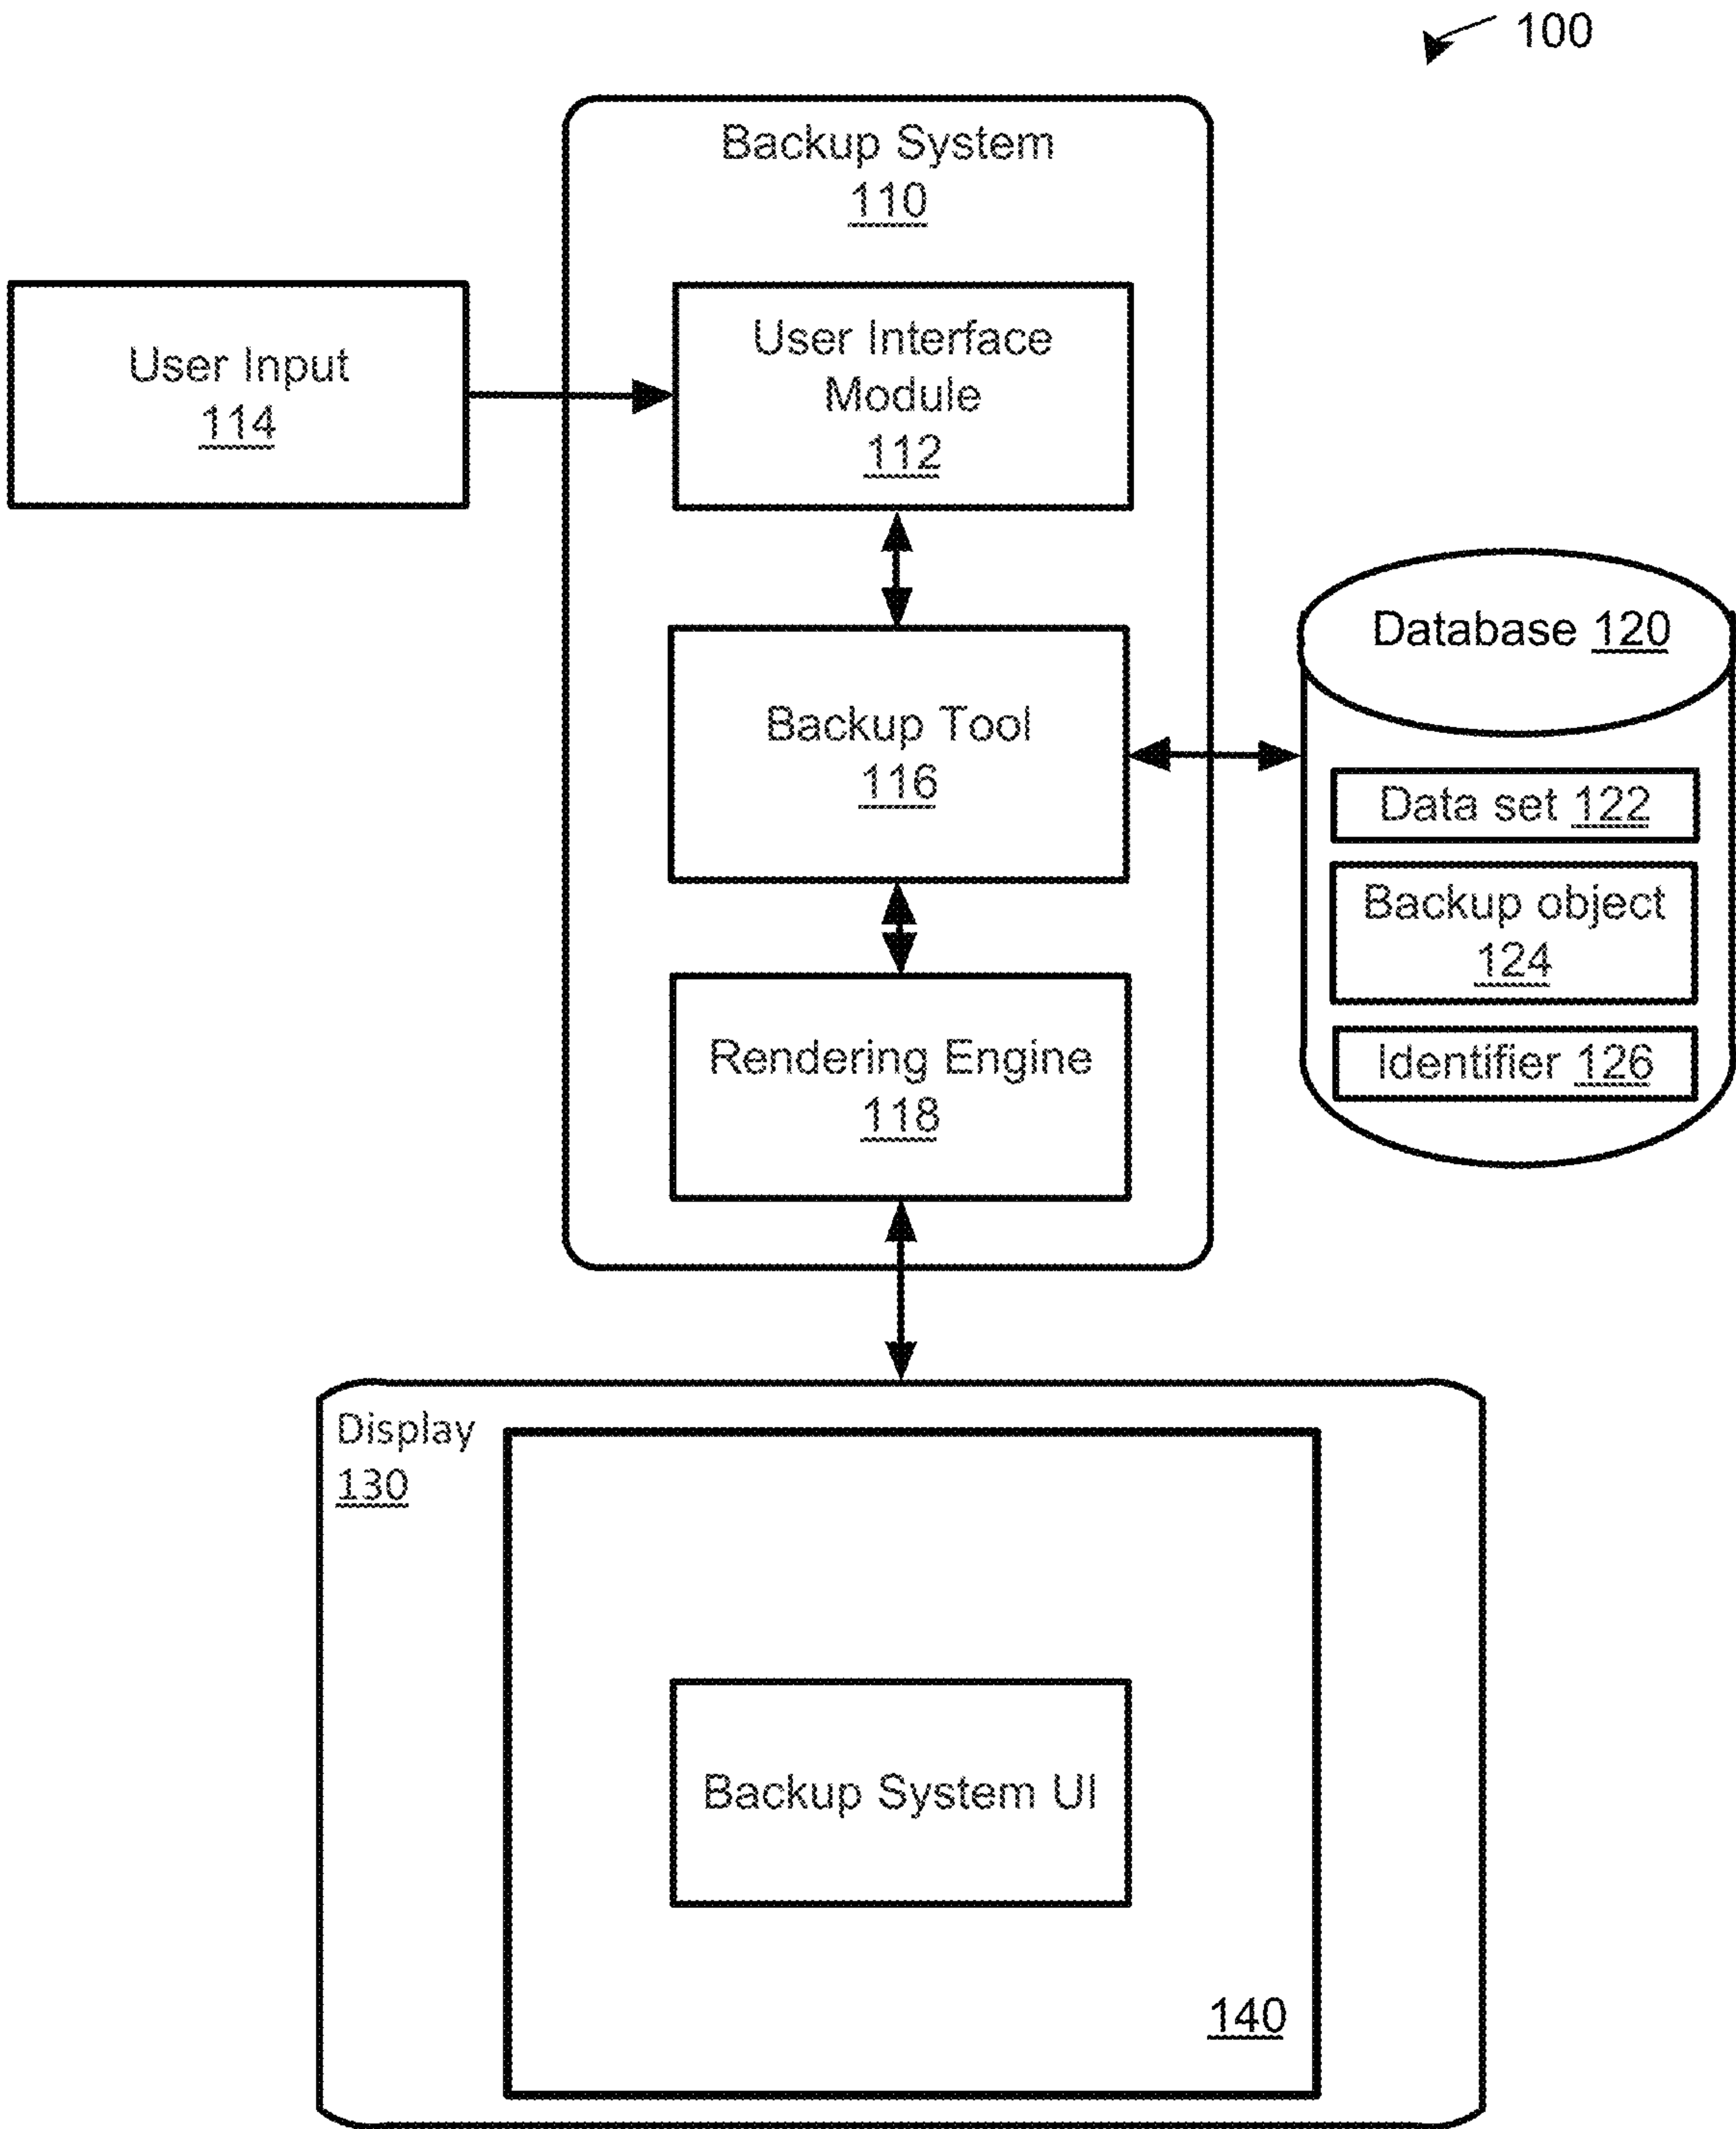 100
Backup System
110
User Input
114
User Interface
Module
112
Database 120
Backup Tool
116
Data set 122
Backup object
124
Identifier 126
Rendering Engine
118
Display
130
Backup System UI
140